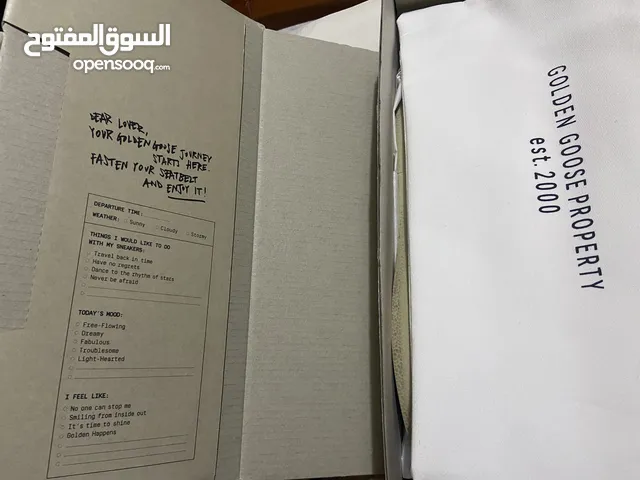 السوق المفتوح
opensooq.com
DEAR LOVER,
YOUR GOLDEN GOOSE JOURNEY
STARTS HERE.
FASTEN YOUR SEATBELT
AND ENJOY IT!
DEPARTURE TIME:
WEATHER: Sunny Cloudy Stormy
THINGS I WOULD LIKE TO DO
WITH MY SNEAKERS:
Travel back in time
Have no regrets
Dance to the rhythm of stars
Never be afraid
TODAY'S MOOD:
Free-Flowing
Dreamy
Fabulous
Troublesome
Light-Hearted
I FEEL LIKE:
No one can stop me
Smiling from inside out
It's time to shine
Golden Happens
GOLDEN GOOSE PROPERTY
est. 2000